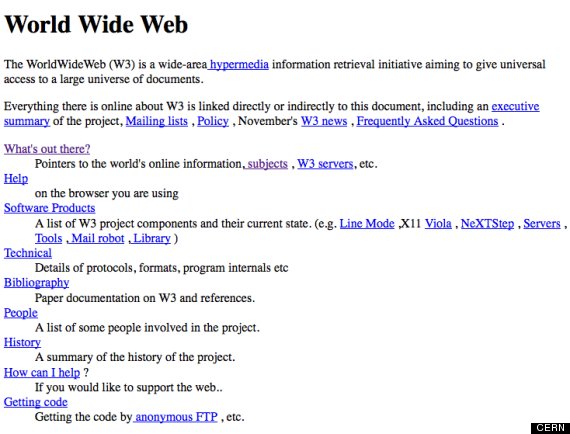 World Wide Web
The WorldWideWeb (W3) is a wide-area hypermedia information retrieval initiative aiming to give universal
access to a large universe of documents.
Everything there is online about W3 is linked directly or indirectly to this document, including an executive
summary of the project, Mailing lists , Policy , November's W3 news , Frequently Asked Questions .
What's out there?
Pointers to the world's online information, subjects , W3 servers, etc.
Help
on the browser you are using
Software Products
A list of W3 project components and their current state. (e.g. Line Mode ,X11 Viola , NeXTStep , Servers ,
Tools , Mail robot , Library )
Technical
Details of protocols, formats, program internals etc
Bibliography
Paper documentation on W3 and references.
People
A list of some people involved in the project.
History
A summary of the history of the project.
How can I help ?
If you would like to support the web..
Getting code
Getting the code by anonymous FTP , etc.
CERN